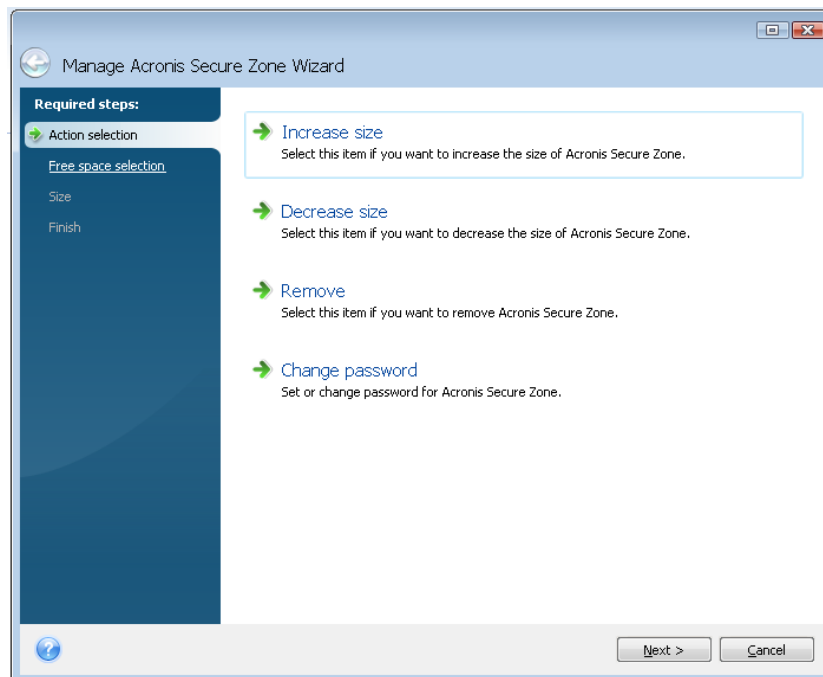 Manage Acronis Secure Zone Wizard
Required steps:
Action selection
Free space selection
Size
Finish
Increase size
Select this item if you want to increase the size of Acronis Secure Zone.
Decrease size
Select this item if you want to decrease the size of Acronis Secure Zone.
Remove
Select this item if you want to remove Acronis Secure Zone.
Change password
Set or change password for Acronis Secure Zone.
?
Next >
Cancel